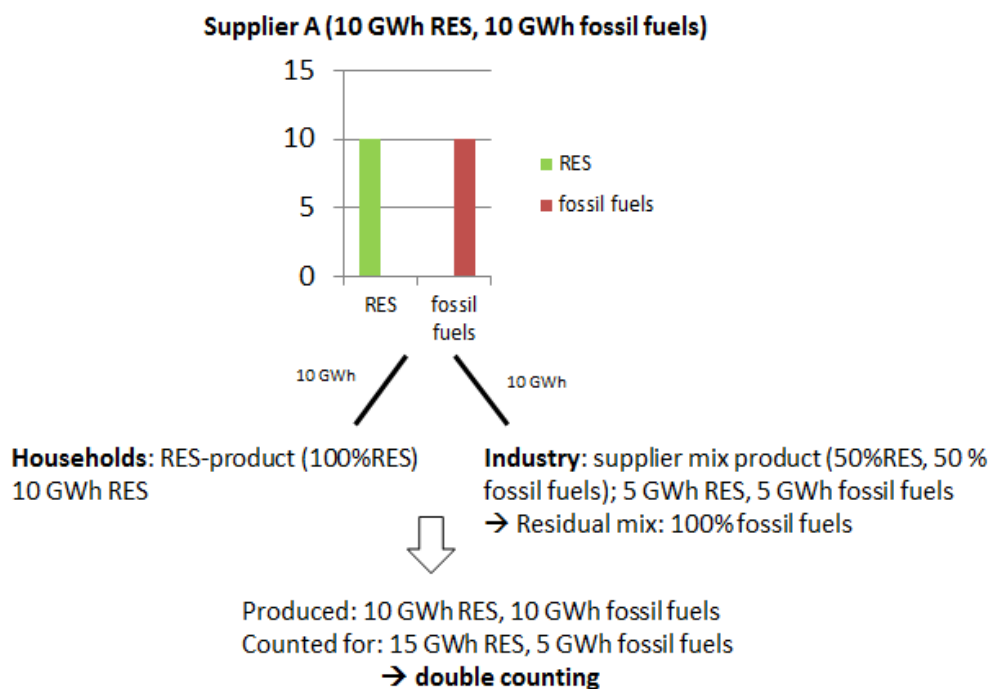 Supplier A (10 GWh RES, 10 GWh fossil fuels)
15
10
5
0
RES
fossil fuels
RES
fossil
fuels
10 GWh
10 GWh
Households: RES-product (100%RES)
10 GWh RES
Industry: supplier mix product (50%RES, 50 %
fossil fuels); 5 GWh RES, 5 GWh fossil fuels
→ Residual mix: 100% fossil fuels
Produced: 10 GWh RES, 10 GWh fossil fuels
Counted for: 15 GWh RES, 5 GWh fossil fuels
→ double counting